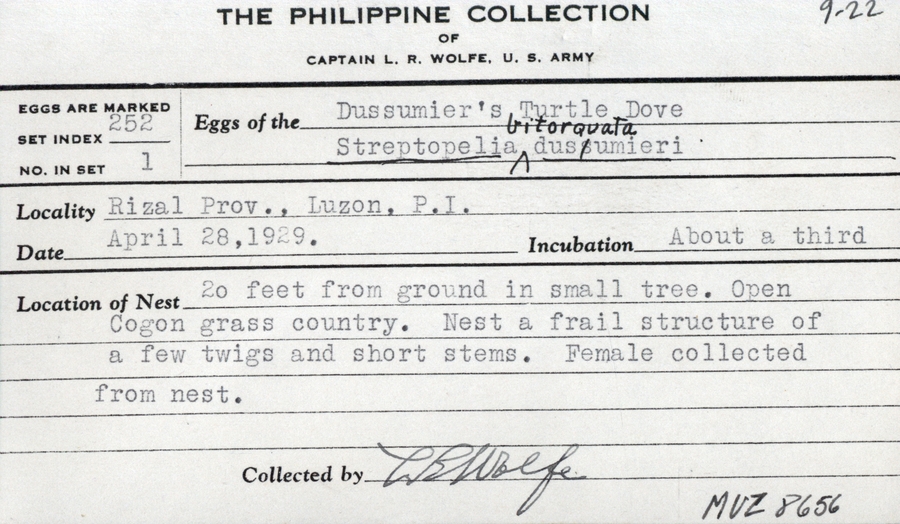 THE PHILIPPINE COLLECTION 9-22
OF
CAPTAIN L. R. WOLFE, U. S. ARMY
EGGS ARE MARKED
SET INDEX 252
NO. IN SET 1
Eggs of the Dussumier's Turtle Dove
bitorquata
Streptopelia ^ dussumieri
Locality Rizal Prov., Luzon, P.I.
Date April 28,1929. Incubation About a third
Location of Nest 2o feet from ground in small tree. Open
Cogon grass country. Nest a frail structure of
a few twigs and short stems. Female collected
from nest.
Collected by LRWolfe
MVZ 8656